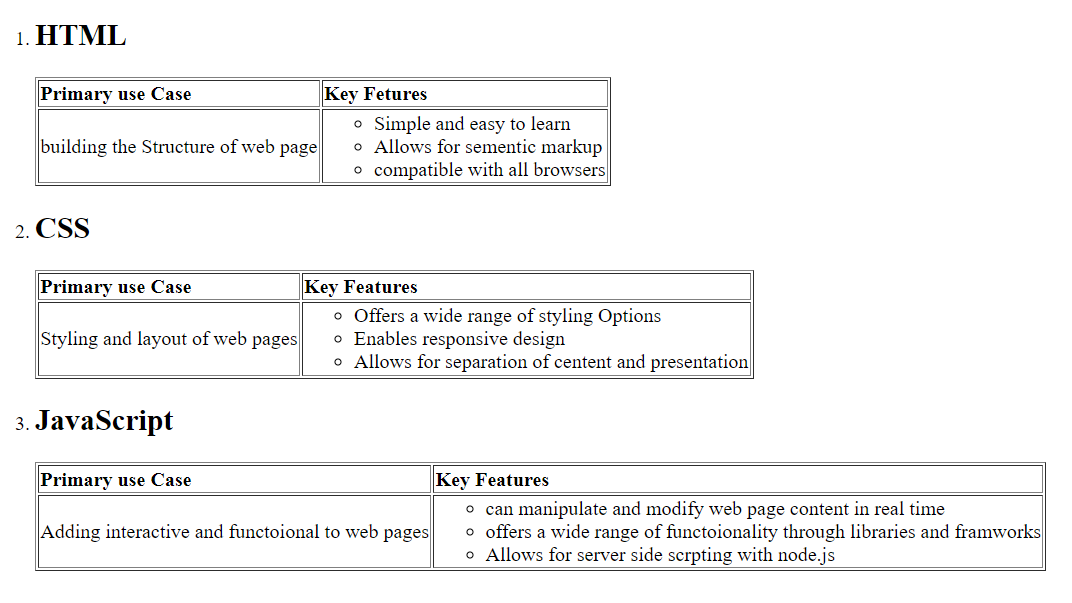 1. HTML
Primary use Case Key Fetures
building the Structure of web page
Simple and easy to learn
Allows for sementic markup
compatible with all browsers
2. CSS
Primary use Case Key Features
Styling and layout of web pages
Offers a wide range of styling Options
Enables responsive design
Allows for separation of centent and presentation
3. JavaScript
Primary use Case Key Features
Adding interactive and functoional to web pages
can manipulate and modify web page content in real time
offers a wide range of functoionality through libraries and framworks
Allows for server side scrpting with node.js